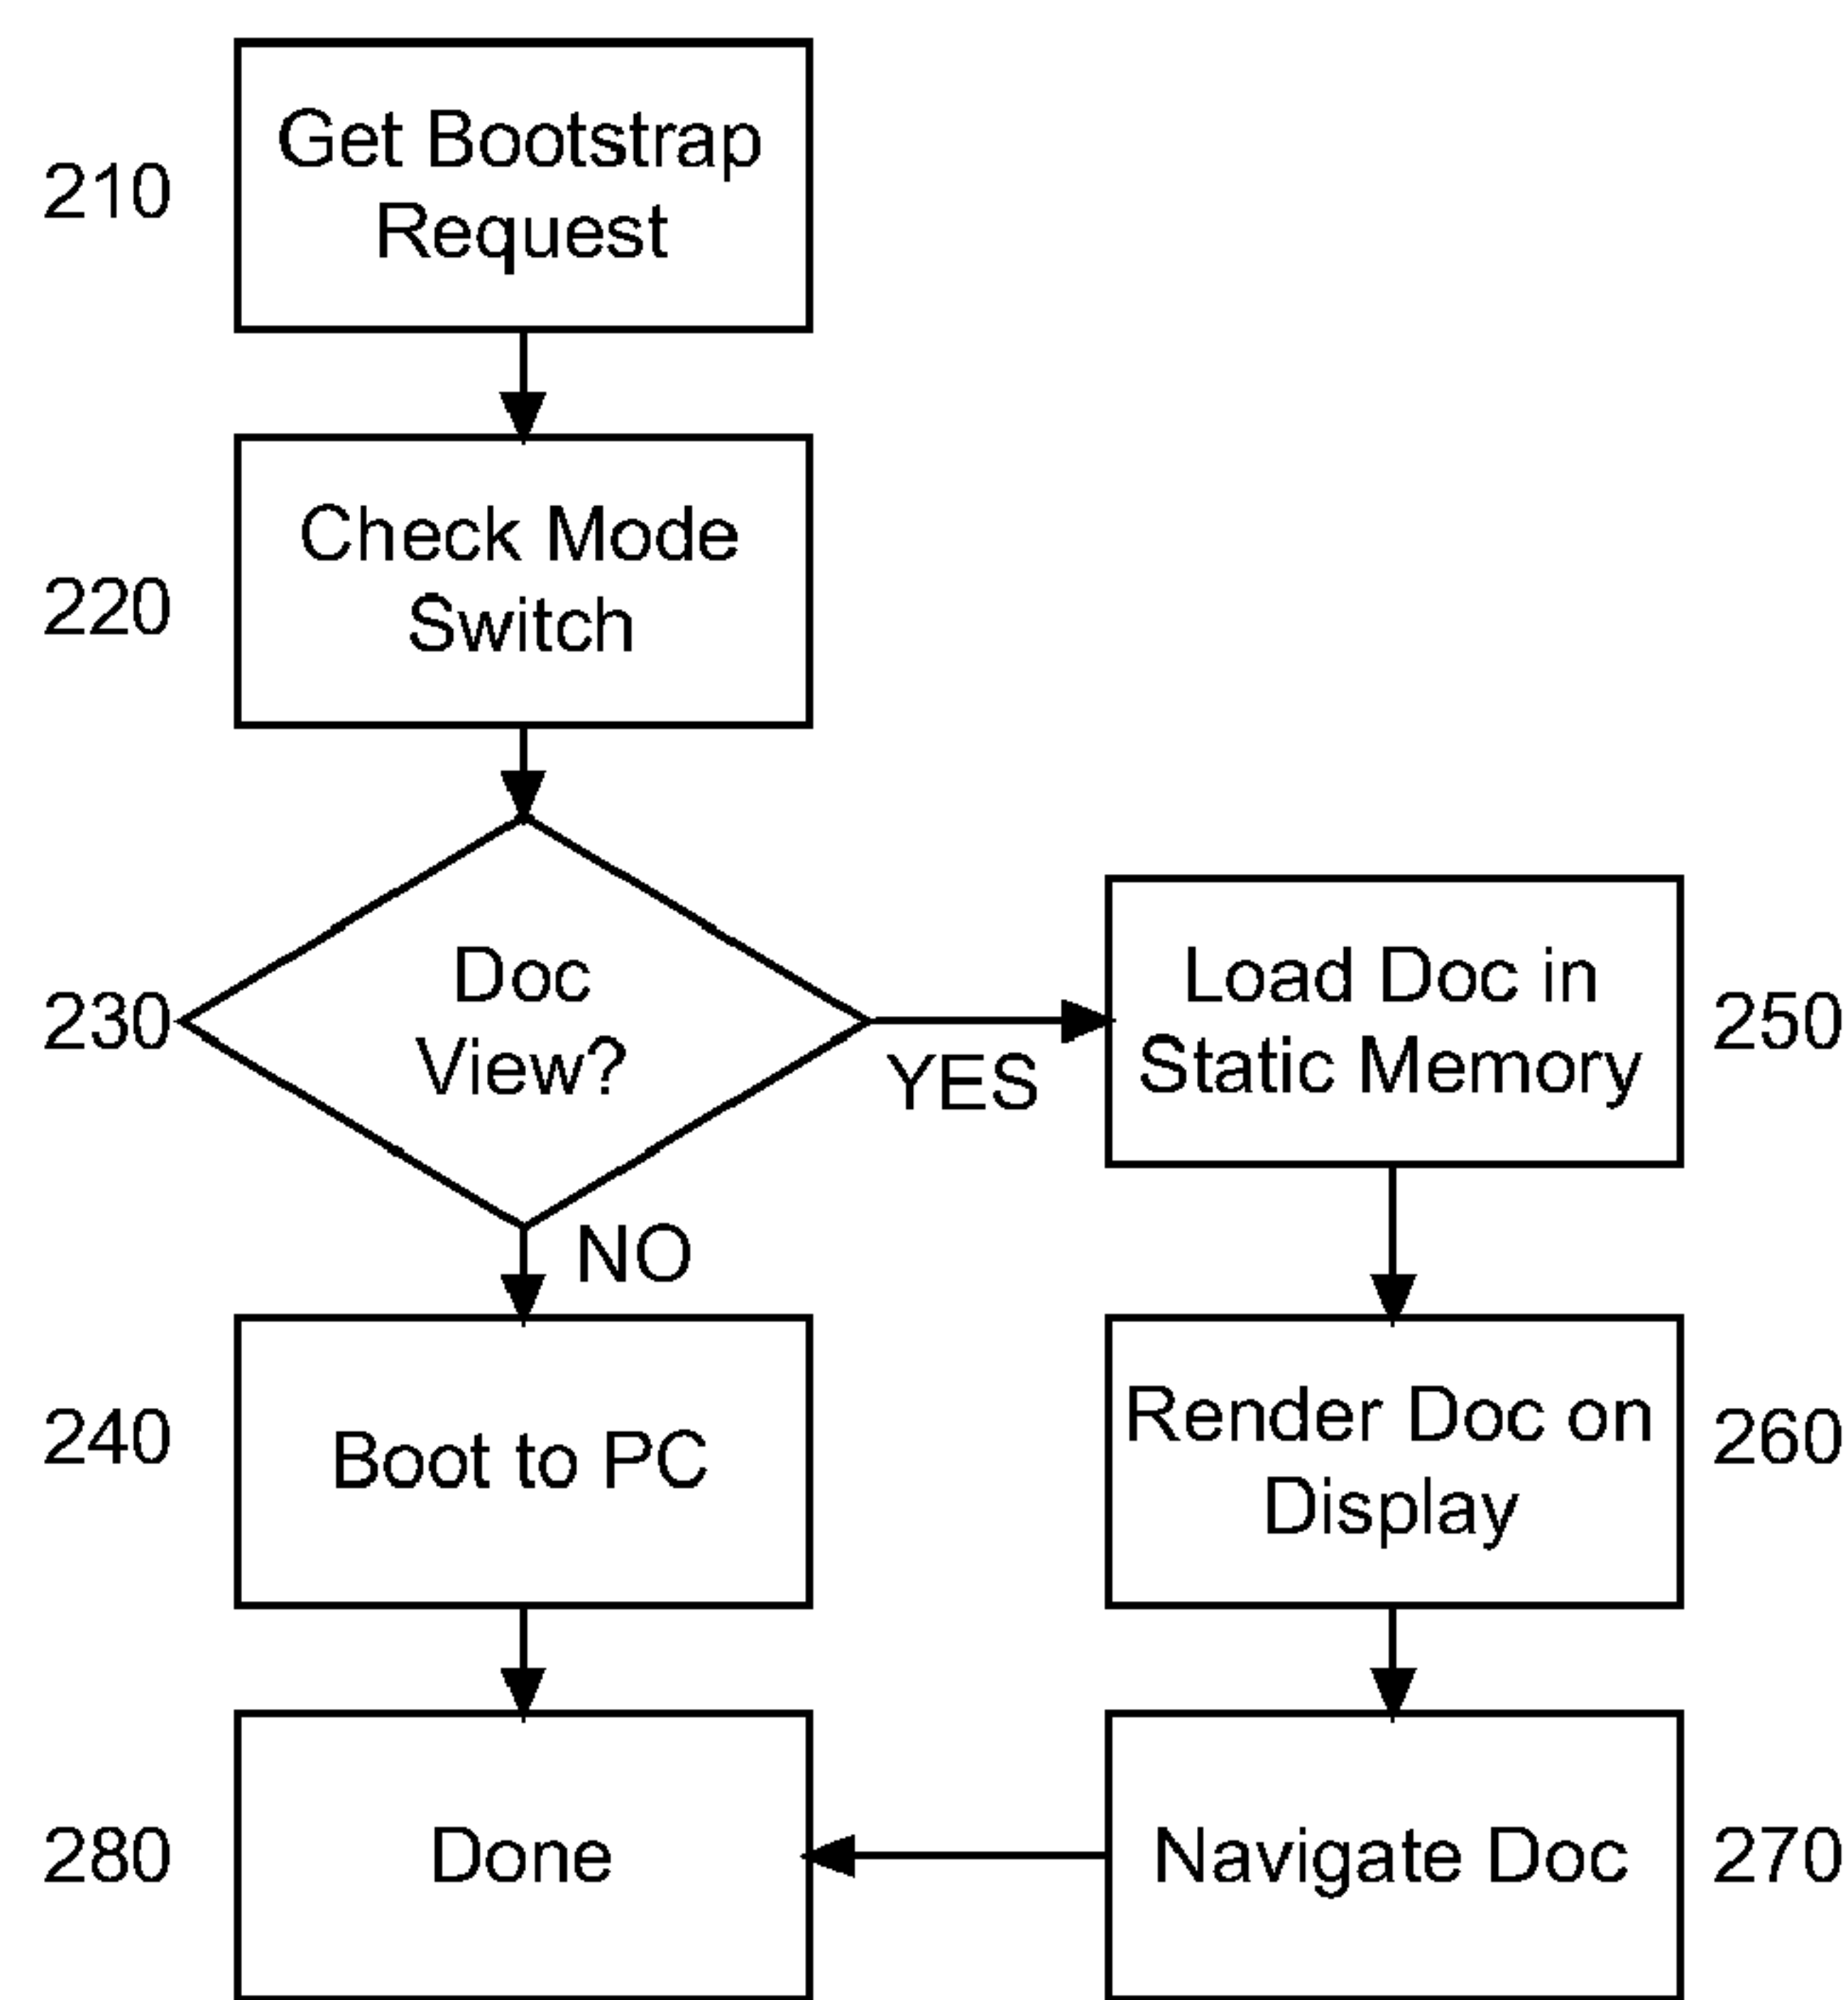 210
Get Bootstrap
Request
220
Check Mode
Switch
230
Doc
View?
YES
NO
Load Doc in
Static Memory
250
240
Boot to PC
Render Doc on
Display
260
280
Done
Navigate Doc
270